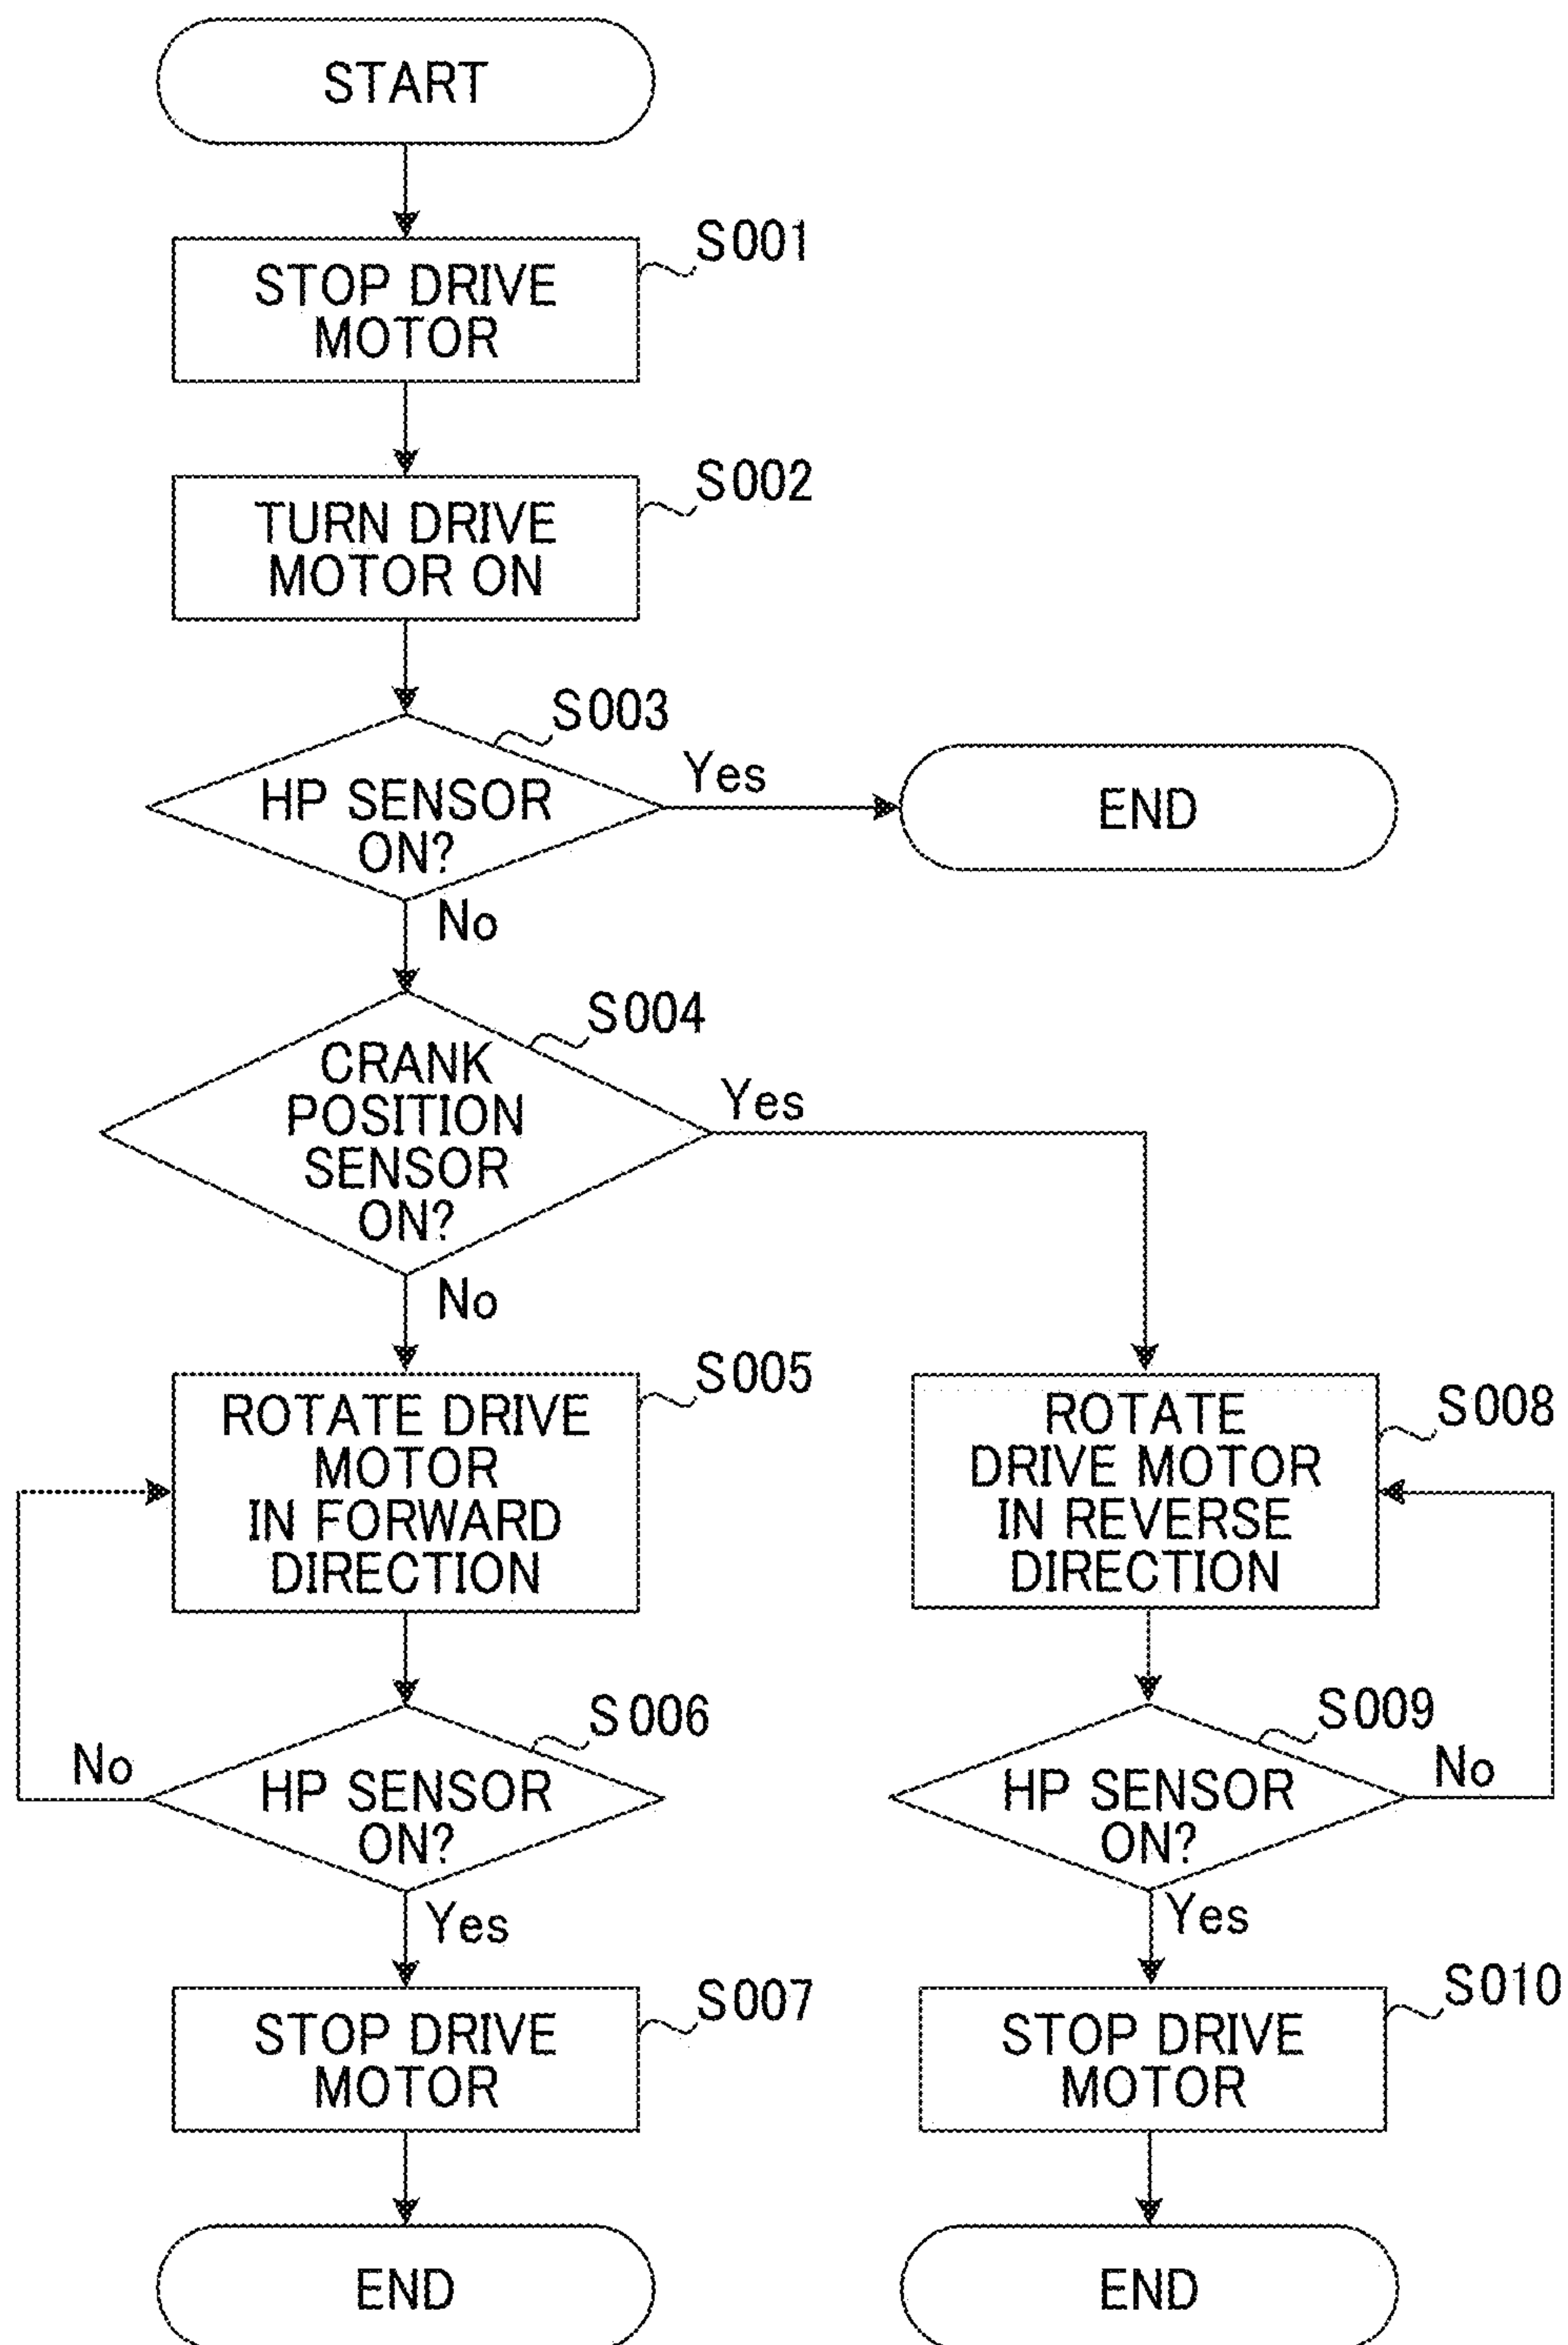 START
S001
STOP DRIVE
MOTOR
S002
TURN DRIVE
MOTOR ON
S003
HP SENSOR
ON?
Yes
END
No
S004
CRANK
POSITION
SENSOR
ON?
Yes
No
S005
ROTATE DRIVE
MOTOR
IN FORWARD
DIRECTION
S008
ROTATE
DRIVE MOTOR
IN REVERSE
DIRECTION
S006
HP SENSOR
ON?
No
Yes
S009
HP SENSOR
ON?
No
Yes
S007
STOP DRIVE
MOTOR
S010
STOP DRIVE
MOTOR
END
END